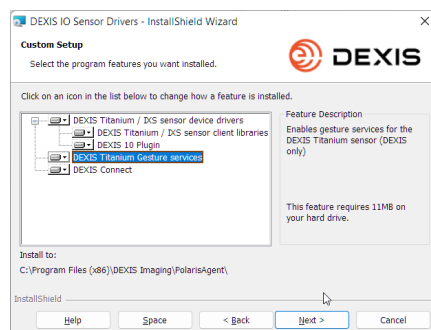 DEXIS IO Sensor Drivers - InstallShield Wizard
Custom Setup
Select the program features you want installed.
DEXIS
Click on an icon in the list below to change how a feature is installed.
DEXIS Titanium / IXS sensor device drivers
DEXIS Titanium / IXS sensor client libraries
DEXIS 10 Plugin
DEXIS Titanium Gesture services
DEXIS Connect
Feature Description
Enables gesture services for the
DEXIS Titanium sensor (DEXIS
only)
This feature requires 11MB on
your hard drive.
Install to:
C:\Program Files (x86)\DEXIS Imaging\PolarisAgent\
InstallShield
Help
Space
< Back
Next >
Cancel